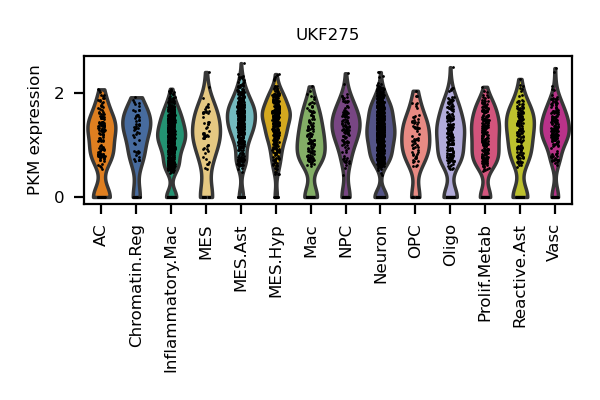 UKF275
PKM expression
2
0
AC
Chromatin.Reg
Inflammatory.Mac
MES
MES.Ast
MES.Hyp
Mac
NPC
Neuron
OPC
Oligo
Prolif.Metab
Reactive.Ast
Vasc